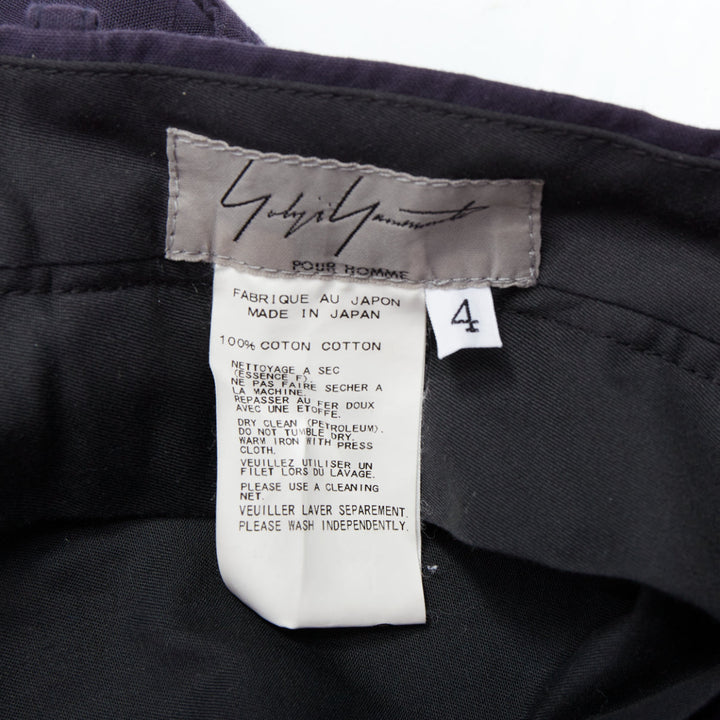 Yohji Yamamoto
POUR HOMME
4
FABRIQUE AU JAPON
MADE IN JAPAN
100% COTON COTTON
NETTOYAGE A SEC
(ESSENCE F).
NE PAS FAIRE SECHER A
LA MACHINE.
REPASSER AU FER DOUX
AVEC UNE ETOFFE.
DRY CLEAN (PETROLEUM).
DO NOT TUMBLE DRY.
WARM IRON WITH PRESS
CLOTH.
VEUILLEZ UTILISER UN
FILET LORS DU LAVAGE.
PLEASE USE A CLEANING
NET.
VEUILLER LAVER SEPAREMENT.
PLEASE WASH INDEPENDENTLY.